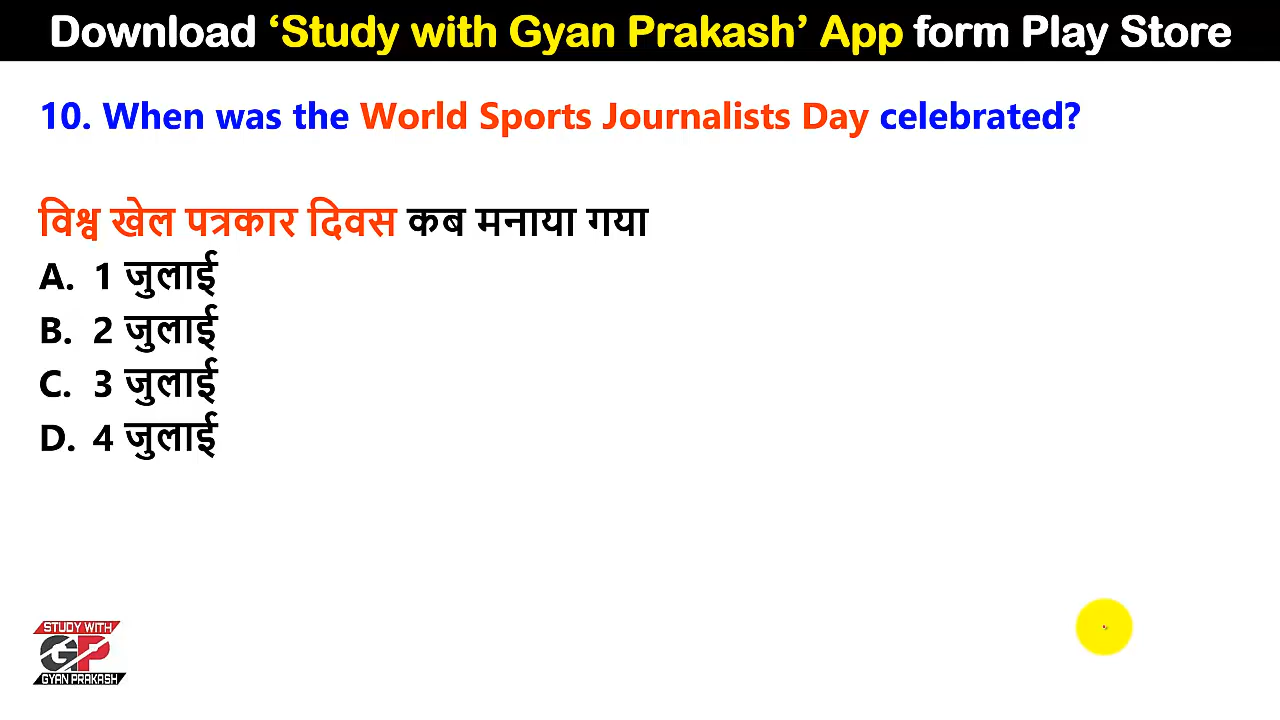 Download ‘Study with Gyan Prakash’ App form Play Store
10. When was the World Sports Journalists Day celebrated?
विश्व खेल पत्रकार दिवस कब मनाया गया
A. 1 जुलाई
B. 2 जुलाई
C. 3 जुलाई
D. 4 जुलाई
STUDY WITH
GP
GYAN PRAKASH